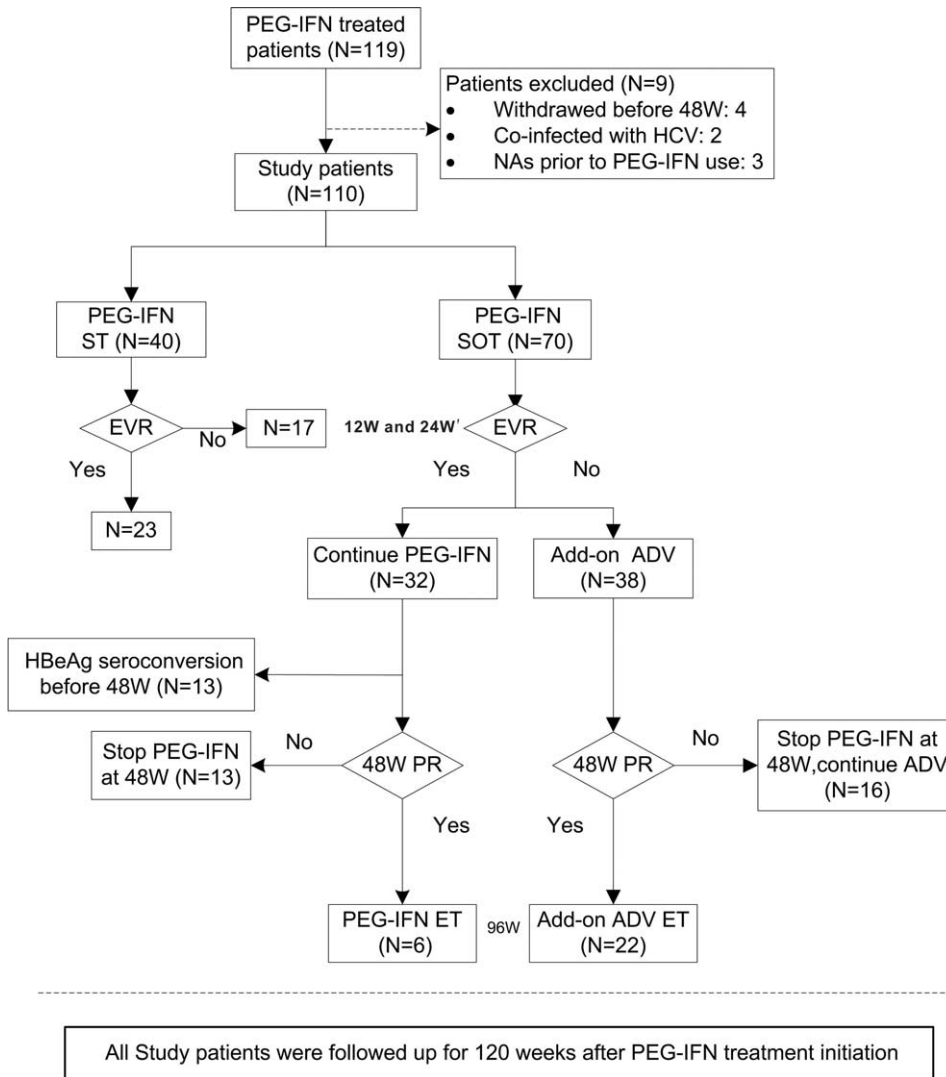 PEG-IFN treated
patients (N=119)
Patients excluded (N=9)
• Withdrawed before 48W: 4
• Co-infected with HCV: 2
• NAs prior to PEG-IFN use: 3
Study patients
(N=110)
PEG-IFN
ST (N=40)
PEG-IFN
SOT (N=70)
EVR
No
N=17
12W and 24W'
EVR
Yes
Yes
No
N=23
Continue PEG-IFN
(N=32)
Add-on ADV
(N=38)
HBeAg seroconversion
before 48W (N=13)
Stop PEG-IFN
at 48W (N=13)
No
48W PR
48W PR
No
Stop PEG-IFN at
48W,continue ADV
(N=16)
Yes
Yes
PEG-IFN ET
(N=6)
96W
Add-on ADV ET
(N=22)
All Study patients were followed up for 120 weeks after PEG-IFN treatment initiation